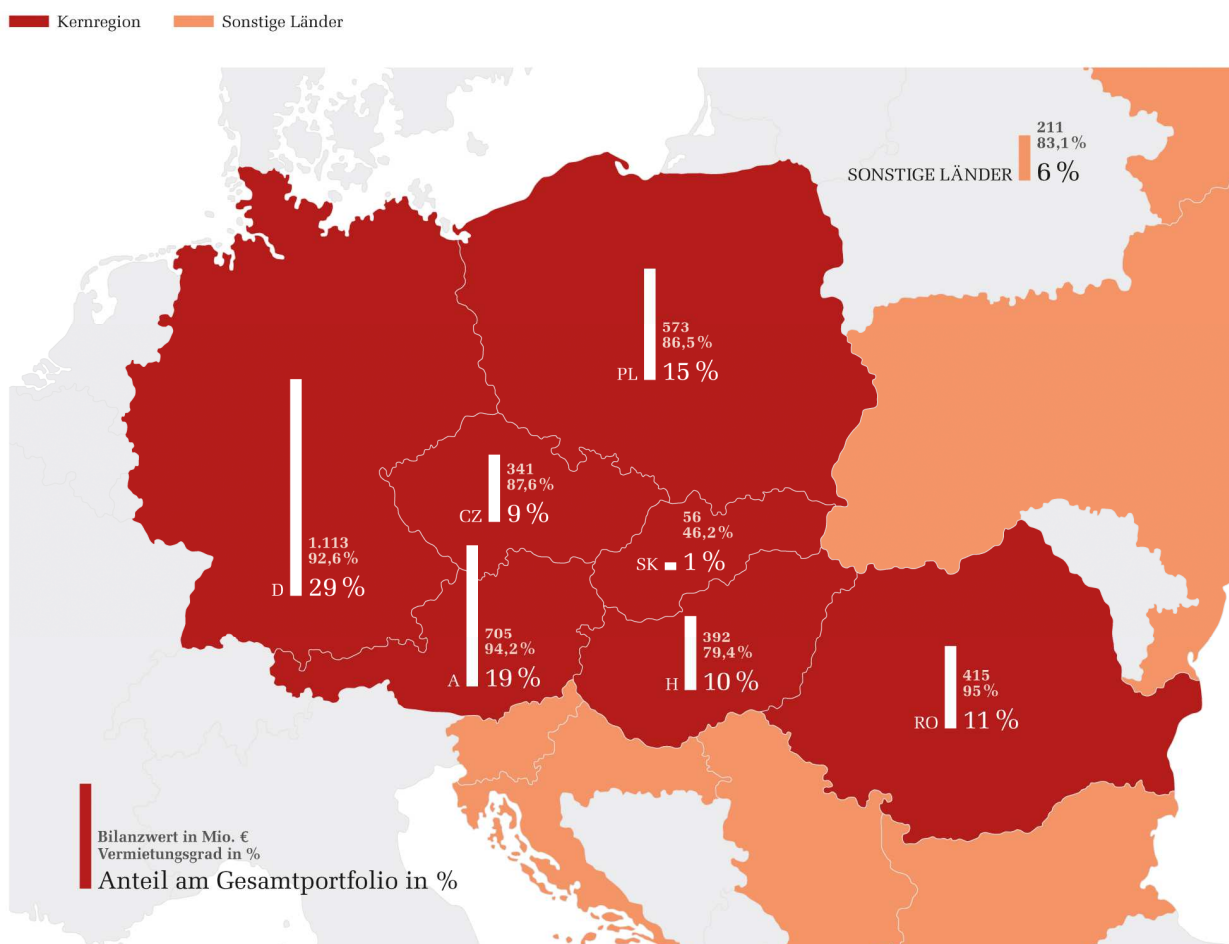 Kernregion
Sonstige Länder
211
83,1 %
SONSTIGE LÄNDER 6 %
573
86,5 %
PL 15 %
341
87,6 %
CZ 9 %
56
46,2 %
SK 1 %
1.113
92,6 %
D 29 %
705
94,2 %
A 19 %
392
79,4 %
H 10 %
415
95 %
RO 11 %
Bilanzwert in Mio. €
Vermietungsgrad in %
Anteil am Gesamtportfolio in %